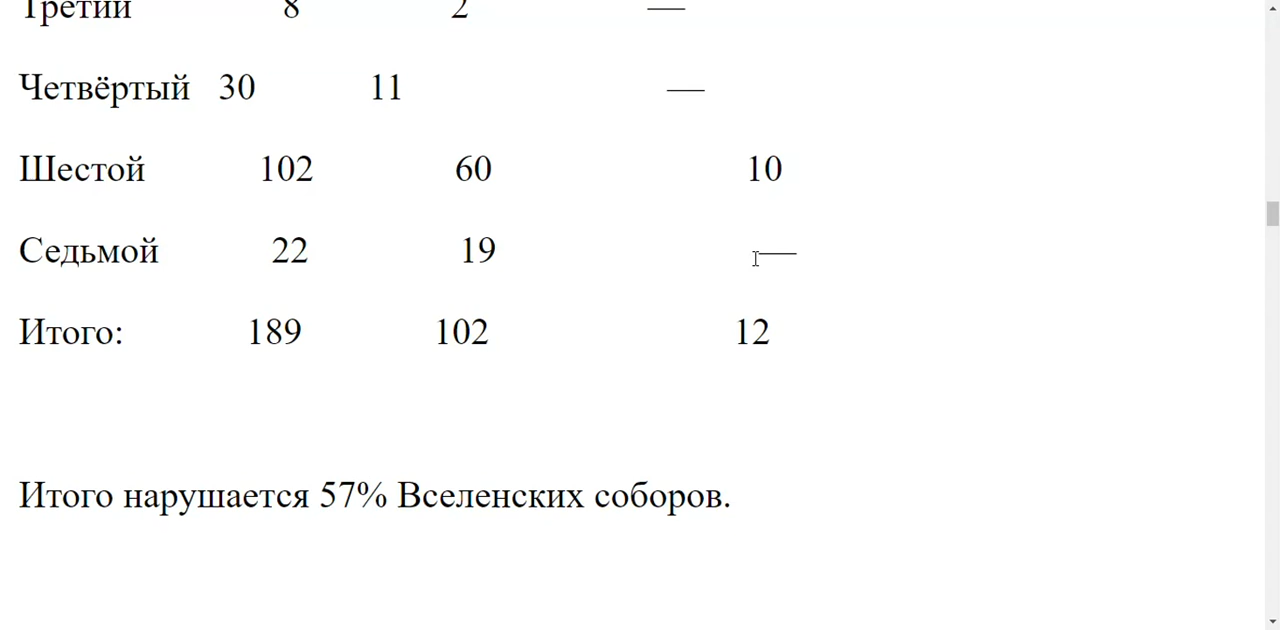 Третий 8 2 —
Четвёртый 30 11 —
Шестой 102 60 10
Седьмой 22 19 —
Итого: 189 102 12
Итого нарушается 57% Вселенских соборов.